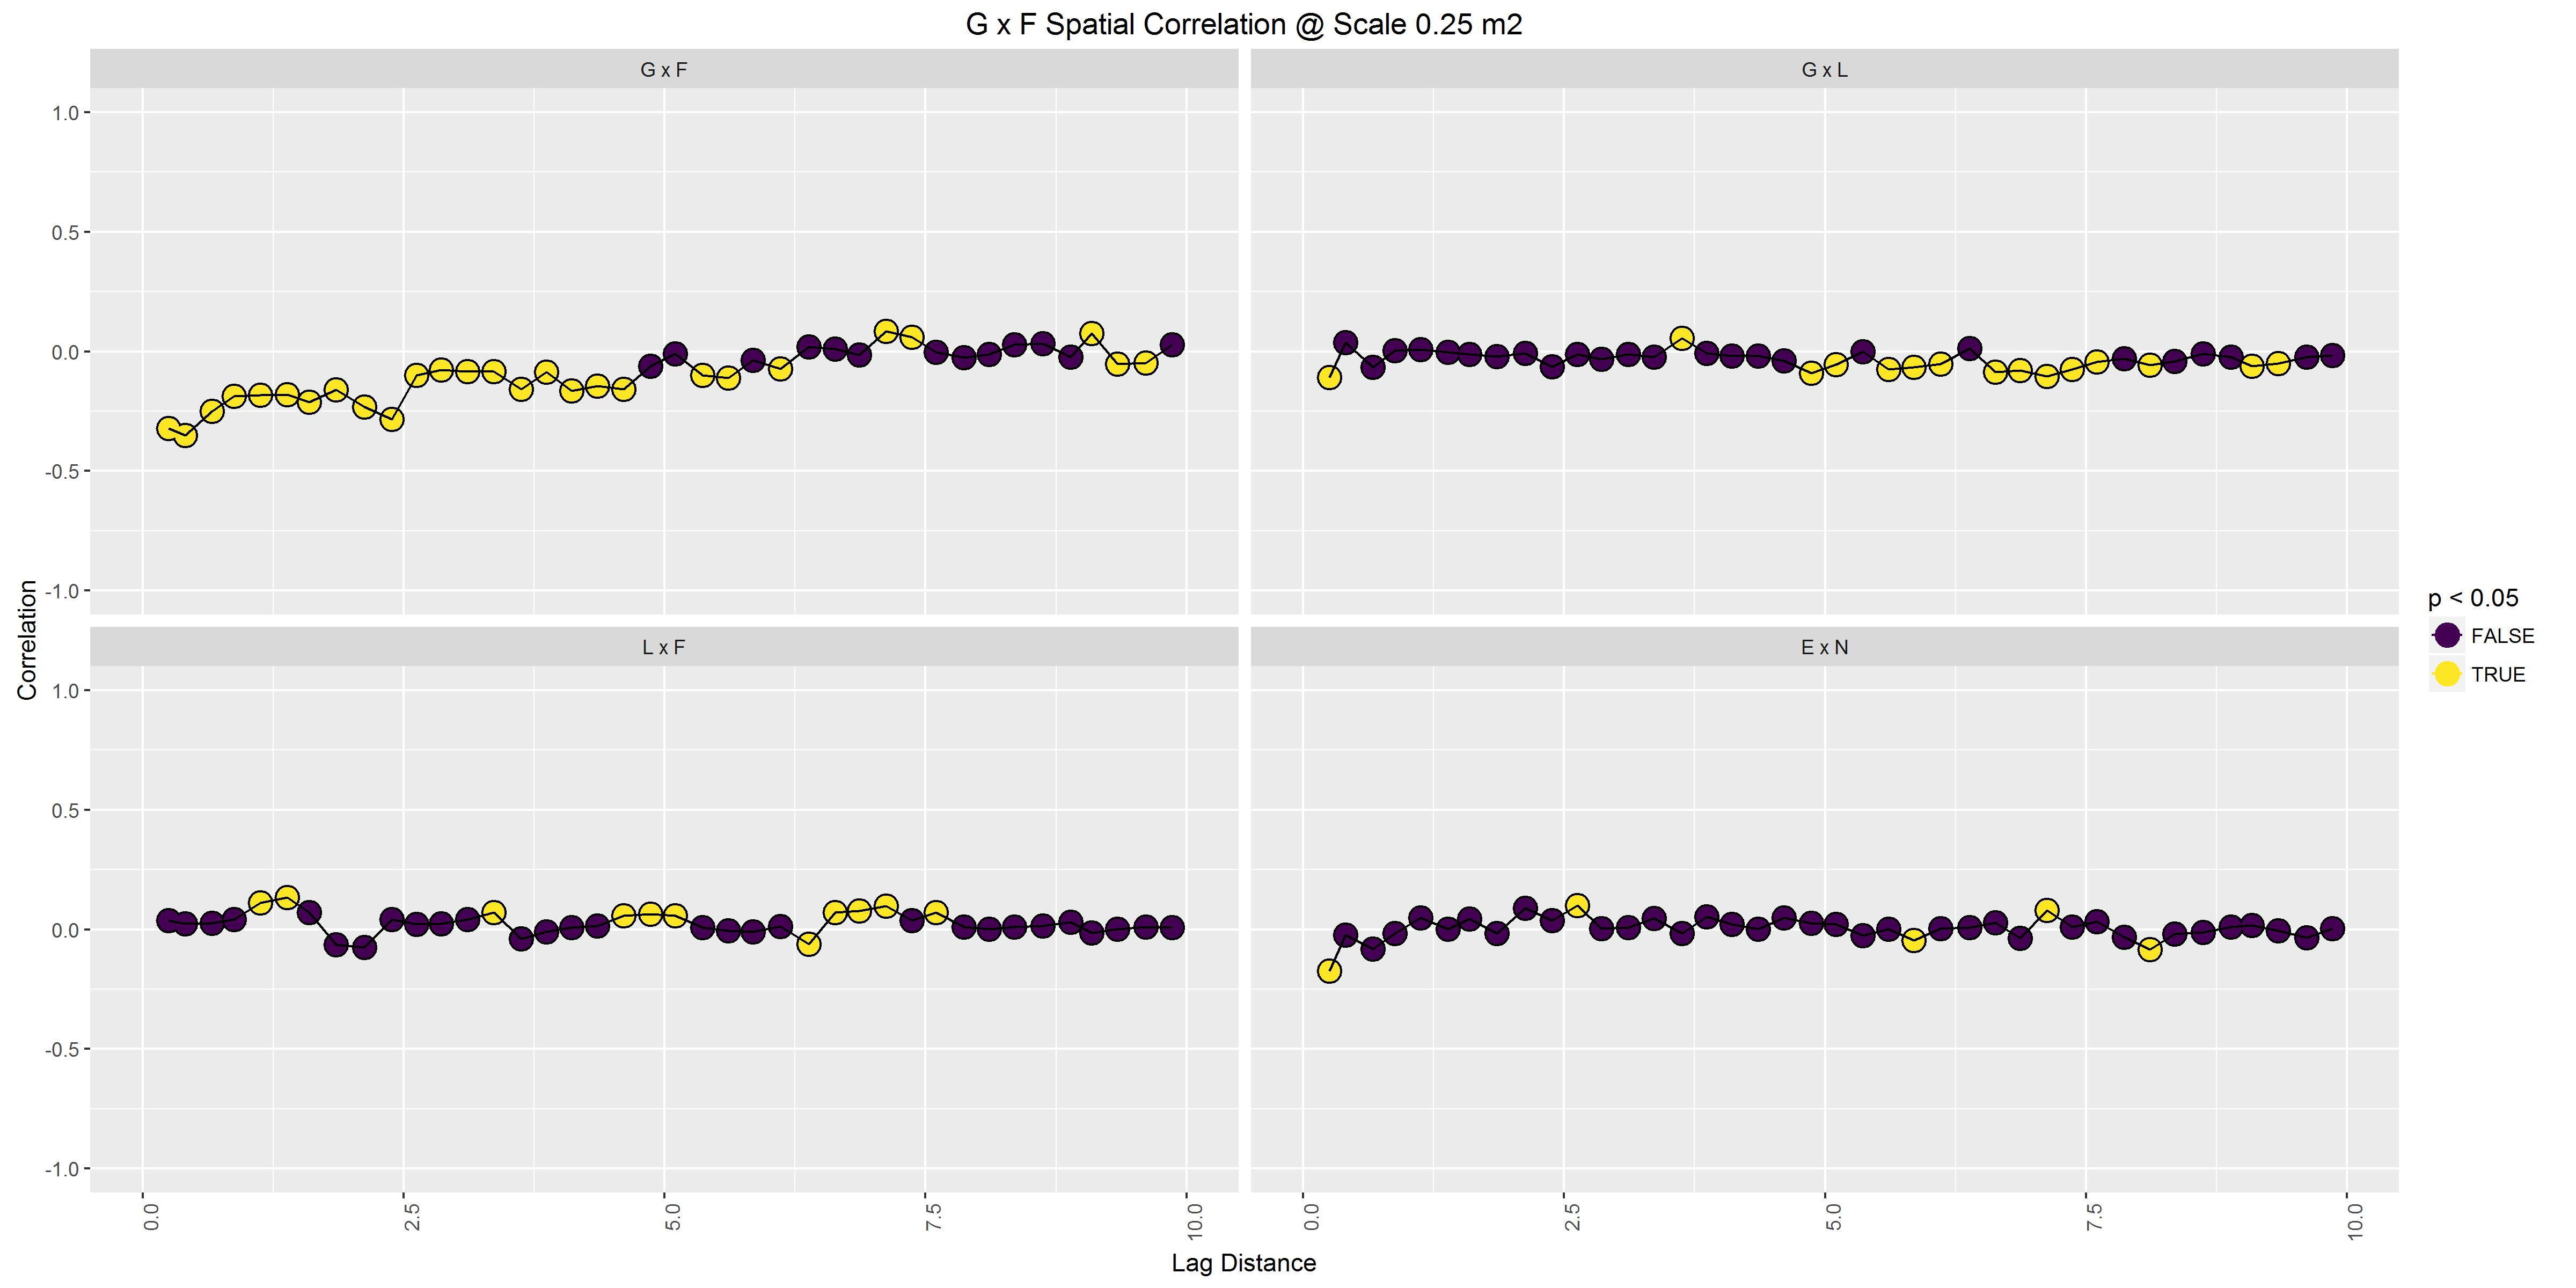 G x F Spatial Correlation @ Scale 0.25 m2
G x F
G x L
1.0
0.5
0.0
-0.5
-1.0
L x F
E x N
1.0
0.5
0.0
-0.5
-1.0
Correlation
0.0
2.5
5.0
7.5
10.0
0.0
2.5
5.0
7.5
10.0
Lag Distance
p < 0.05
FALSE
TRUE